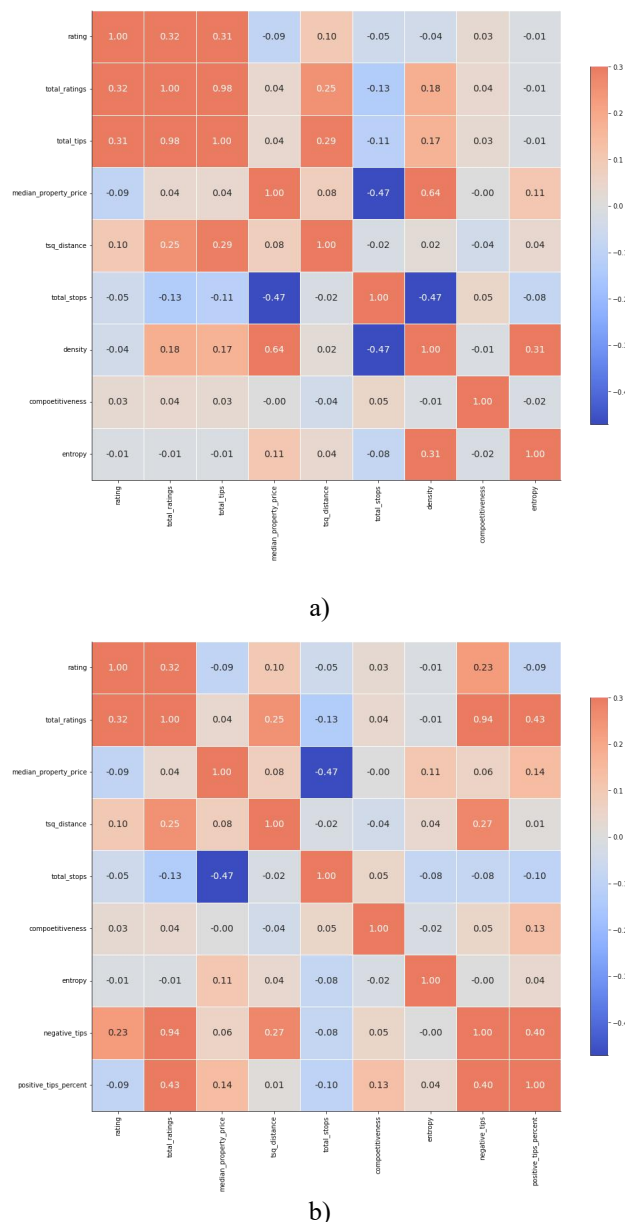 rating 1.00 0.32 0.31 -0.09 0.10 -0.05 -0.04 0.03 -0.01
total_ratings 0.32 1.00 0.98 0.04 0.25 -0.13 0.18 0.04 -0.01
total_tips 0.31 0.98 1.00 0.04 0.29 -0.11 0.17 0.03 -0.01
median_property_price -0.09 0.04 0.04 1.00 0.08 -0.47 0.64 -0.00 0.11
tsq_distance 0.10 0.25 0.29 0.08 1.00 -0.02 0.02 -0.04 0.04
total_stops -0.05 -0.13 -0.11 -0.47 -0.02 1.00 -0.47 0.05 -0.08
density -0.04 0.18 0.17 0.64 0.02 -0.47 1.00 -0.01 0.31
compoetitiveness 0.03 0.04 0.03 -0.00 -0.04 0.05 -0.01 1.00 -0.02
entropy -0.01 -0.01 -0.01 0.11 0.04 -0.08 0.31 -0.02 1.00
rating total_ratings total_tips median_property_price tsq_distance total_stops density compoetitiveness entropy
0.3
0.2
0.1
0.0
a)
rating 1.00 0.32 -0.09 0.10 -0.05 0.03 -0.01 0.23 -0.09
total_ratings 0.32 1.00 0.04 0.25 -0.13 0.04 -0.01 0.94 0.43
median_property_price -0.09 0.04 1.00 0.08 -0.47 -0.00 0.11 0.06 0.14
tsq_distance 0.10 0.25 0.08 1.00 -0.02 -0.04 0.04 0.27 0.01
total_stops -0.05 -0.13 -0.47 -0.02 1.00 0.05 -0.08 -0.08 -0.10
compoetitiveness 0.03 0.04 -0.00 -0.04 0.05 1.00 -0.02 0.05 0.13
entropy -0.01 -0.01 0.11 0.04 -0.08 -0.02 1.00 -0.00 0.04
negative_tips 0.23 0.94 0.06 0.27 -0.08 0.05 -0.00 1.00 0.40
positive_tips_percent -0.09 0.43 0.14 0.01 -0.10 0.13 0.04 0.40 1.00
rating total_ratings median_property_price tsq_distance total_stops compoetitiveness entropy negative_tips positive_tips_percent
0.3
0.2
0.1
0.0
b)